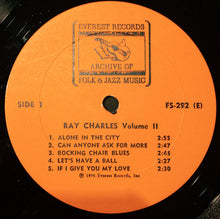 EVEREST RECORDS
ARCHIVE OF
FOLK & JAZZ MUSIC
SIDE 1
FS-292 (E)
RAY CHARLES Volume II
1. ALONE IN THE CITY 2:55
2. CAN ANYONE ASK FOR MORE 2:47
3. ROCKING CHAIR BLUES 2:45
4. LET'S HAVE A BALL 2:27
5. IF I GIVE YOU MY LOVE 2:30
Ⓟ 1974 Everest Records, Inc